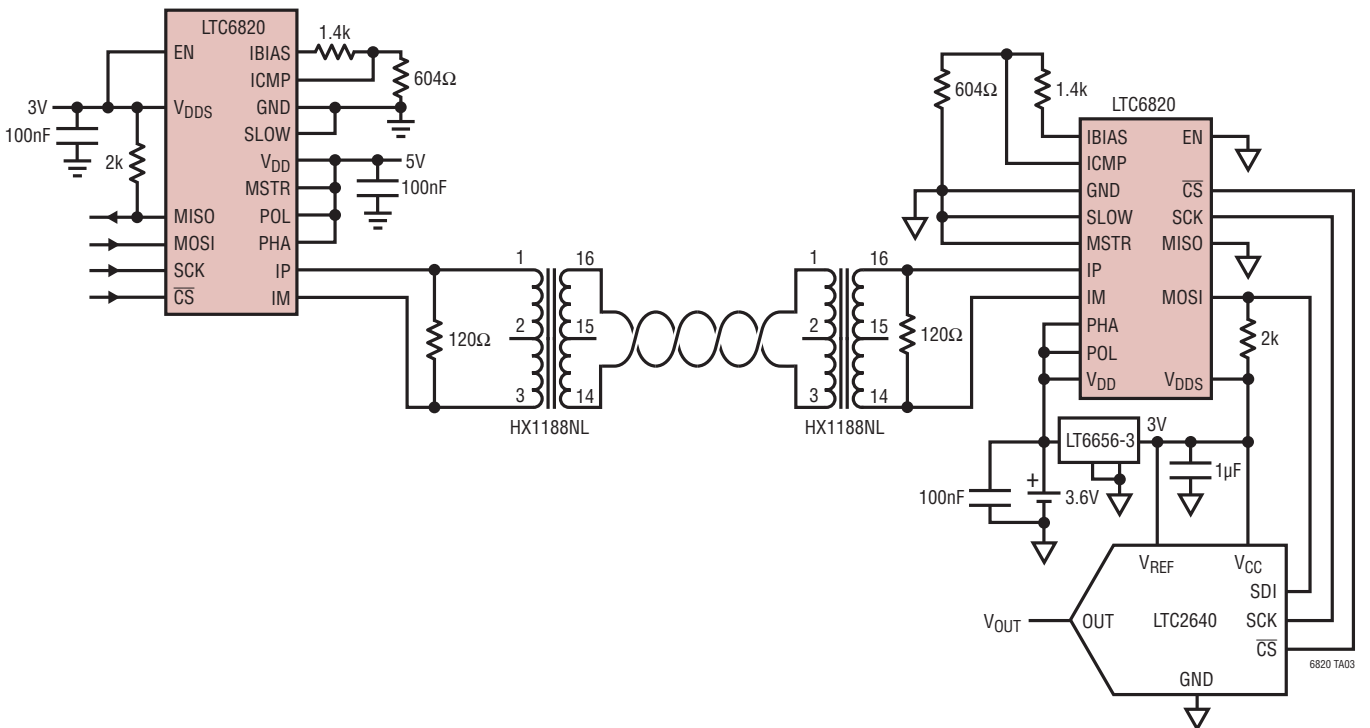 LTC6820
EN
VDDS
MISO
MOSI
SCK
CS
IBIAS
ICMP
GND
SLOW
VDD
MSTR
POL
PHA
IP
IM
3V
100nF
2k
1.4k
604Ω
5V
100nF
120Ω
1
2
3
16
15
14
HX1188NL
1
2
3
16
15
14
HX1188NL
120Ω
604Ω
1.4k
LTC6820
IBIAS
ICMP
GND
SLOW
MSTR
IP
IM
PHA
POL
VDD
EN
CS
SCK
MISO
MOSI
VDDS
2k
LT6656-3
3V
1µF
100nF
+
3.6V
VREF
VCC
SDI
SCK
CS
LTC2640
OUT
VOUT
GND
6820 TA03